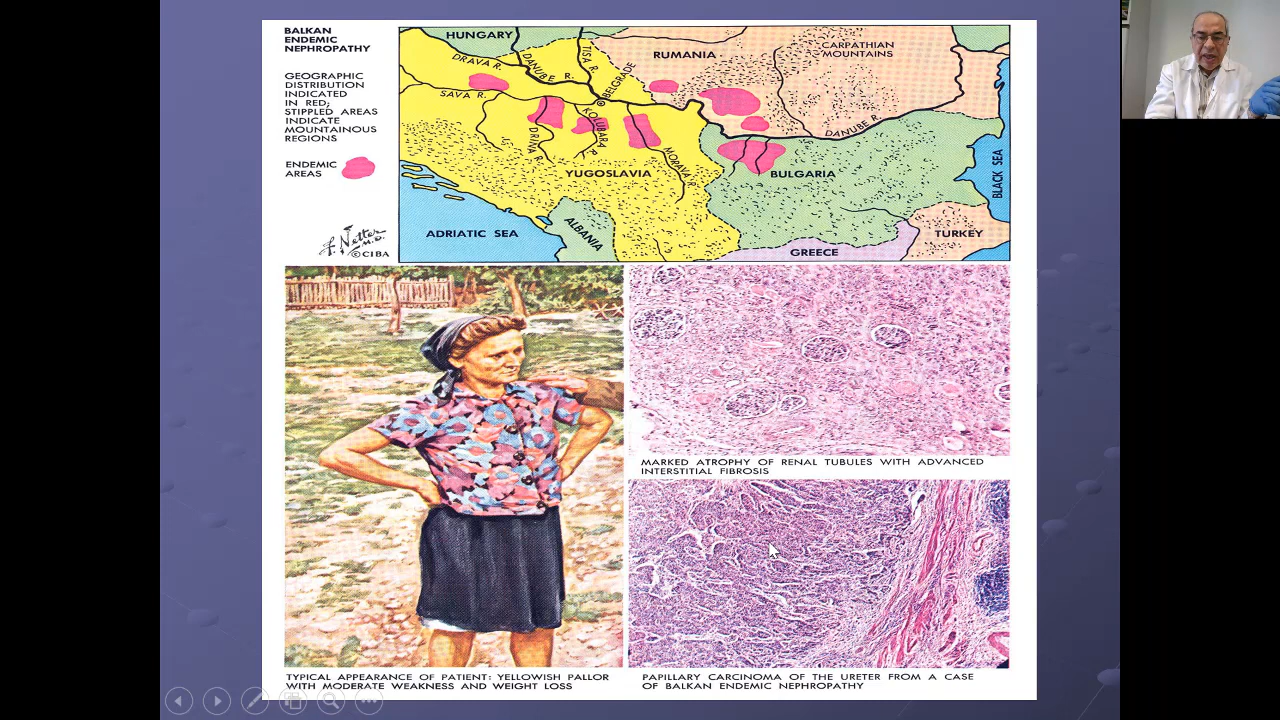 BALKAN
ENDEMIC
NEPHROPATHY
GEOGRAPHIC
DISTRIBUTION
INDICATED
IN RED;
STIPPLED AREAS
INDICATE
MOUNTAINOUS
REGIONS
ENDEMIC
AREAS
F. Netter
M.D.
©CIBA
HUNGARY
RUMANIA
CARPATHIAN
MOUNTAINS
DRAVA R.
DANUBE R.
TISA R.
BELGRADE
SAVA R.
DRINA R.
KOLUBARA R.
MORAVA R.
DANUBE R.
YUGOSLAVIA
BULGARIA
BLACK SEA
ADRIATIC SEA
ALBANIA
GREECE
TURKEY
MARKED ATROPHY OF RENAL TUBULES WITH ADVANCED
INTERSTITIAL FIBROSIS
TYPICAL APPEARANCE OF PATIENT: YELLOWISH PALLOR
WITH MODERATE WEAKNESS AND WEIGHT LOSS
PAPILLARY CARCINOMA OF THE URETER FROM A CASE
OF BALKAN ENDEMIC NEPHROPATHY